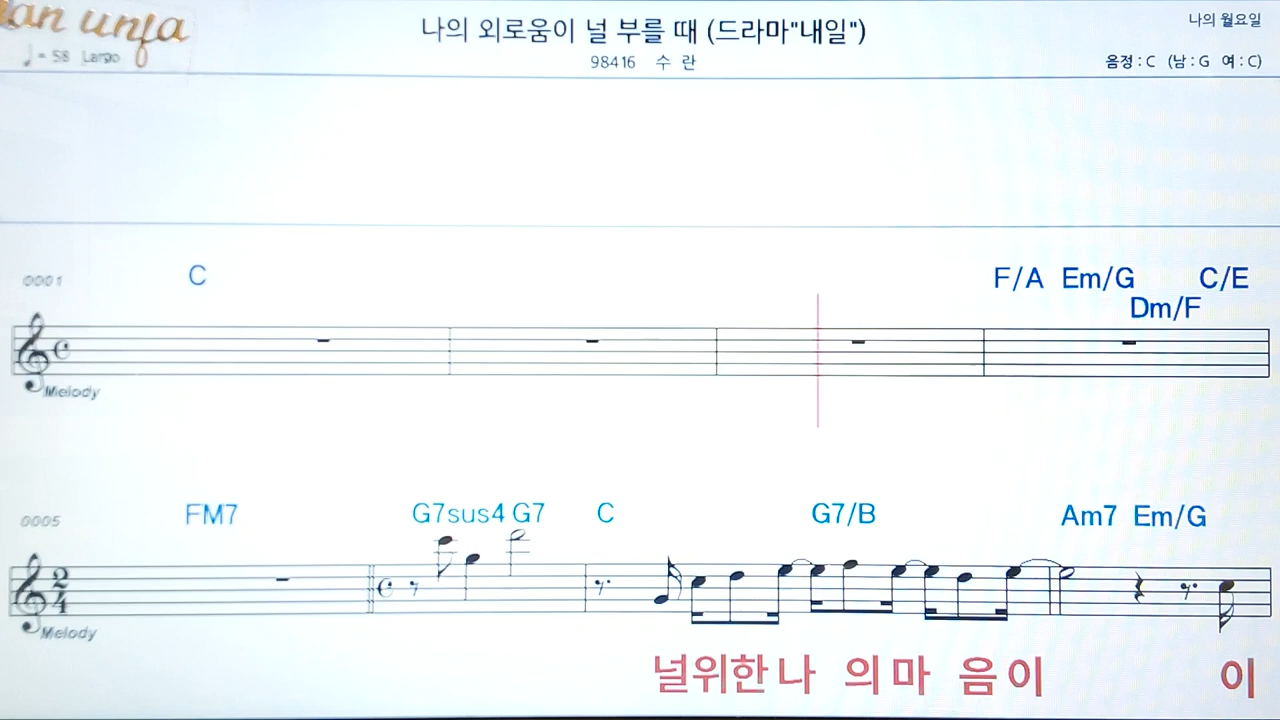 나의 외로움이 널 부를 때 (드라마"내일")
나의 월요일
♩= 58 Largo
98416 수 란
음정 : C (남 : G 여 : C)
0001
C
F/A Em/G C/E
Dm/F
Melody
0005
FM7 G7sus4 G7 C G7/B Am7 Em/G
2
4
Melody
널위한나 의마 음이 이